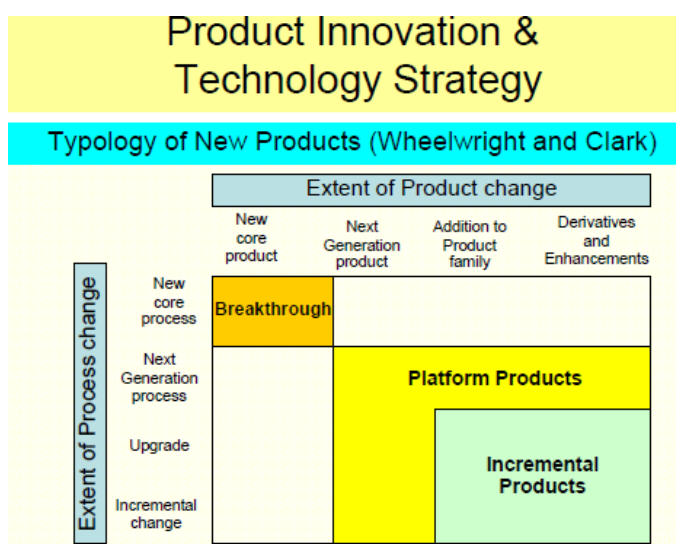 Product Innovation &
Technology Strategy
Typology of New Products (Wheelwright and Clark)
Extent of Product change
New
core
product
Next
Generation
product
Addition to
Product
family
Derivatives
and
Enhancements
Extent of Process change
New
core
process
Breakthrough
Next
Generation
process
Platform Products
Upgrade
Incremental
Products
Incremental
change